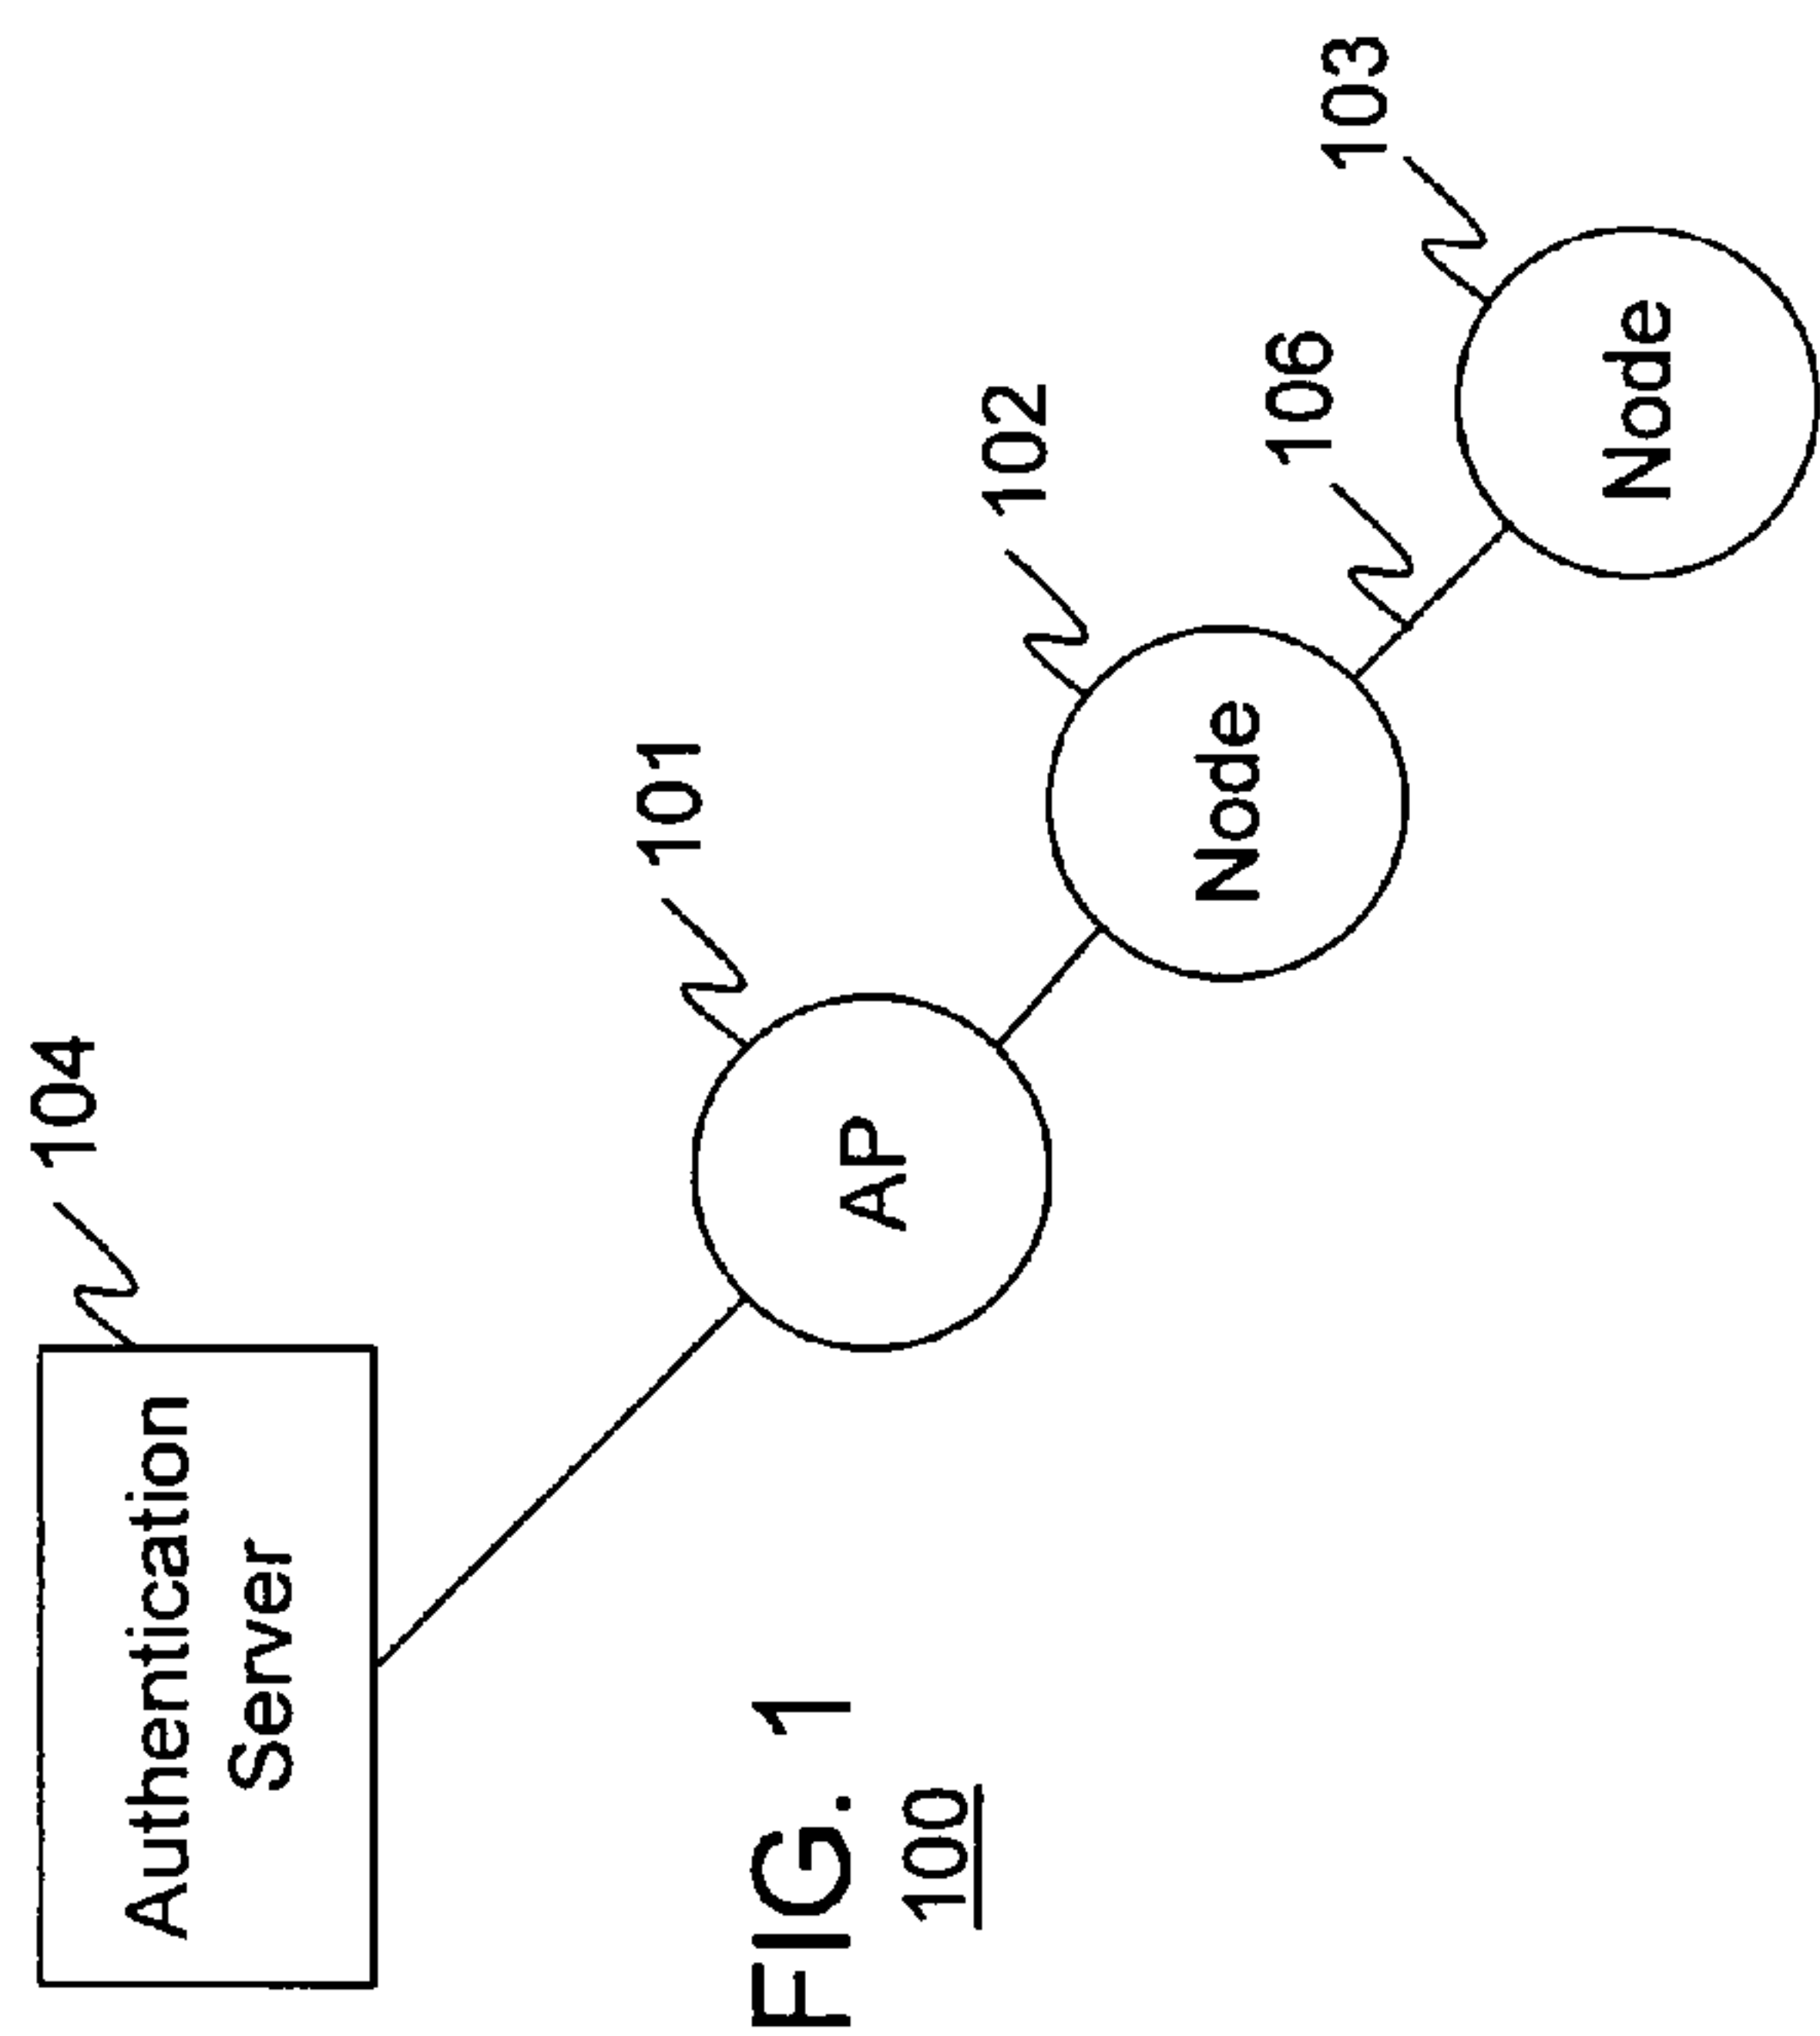 104
Authentication
Server
101
AP
102
Node
106
103
Node
FIG. 1
100